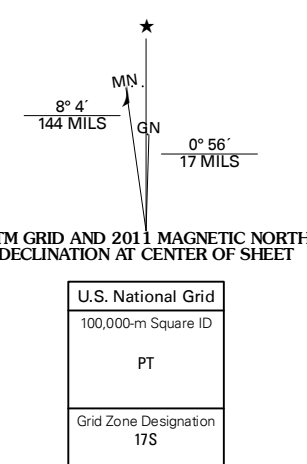 ★
MN
8° 4´
144 MILS
GN
0° 56´
17 MILS
TM GRID AND 2011 MAGNETIC NORTH
DECLINATION AT CENTER OF SHEET
U.S. National Grid
100,000-m Square ID
PT
Grid Zone Designation
17S